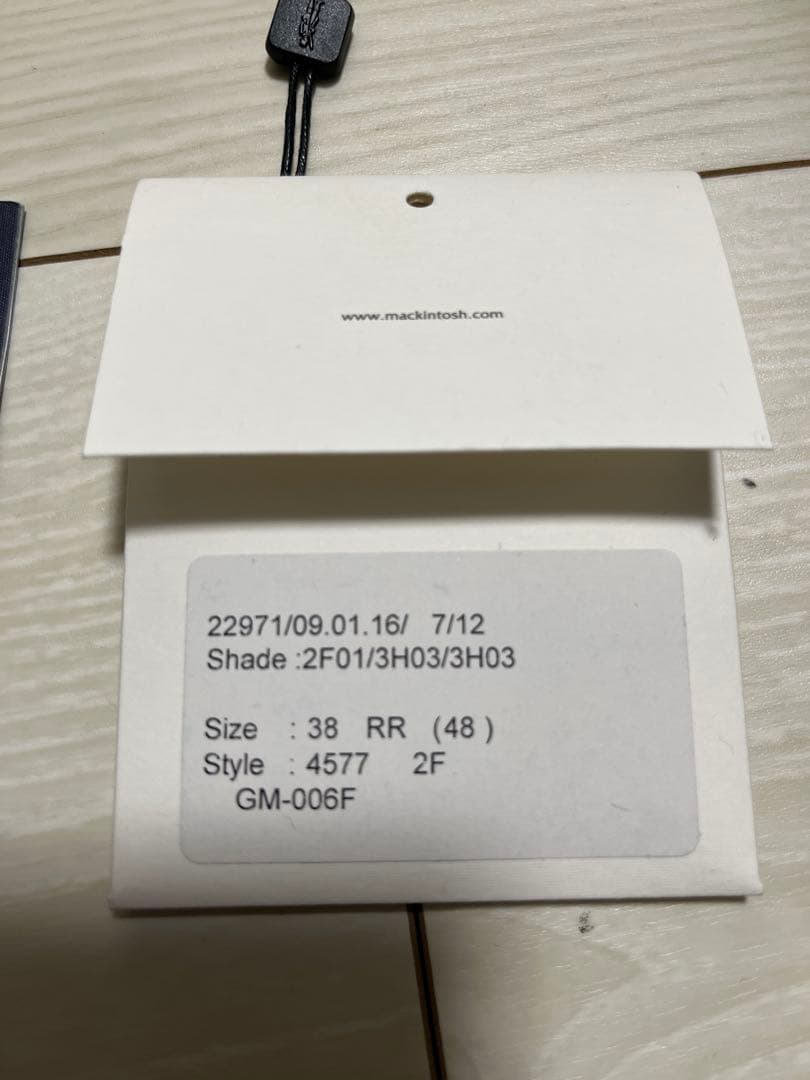 www.mackintosh.com
22971/09.01.16/ 7/12
Shade :2F01/3H03/3H03
Size : 38 RR (48 )
Style : 4577 2F
GM-006F